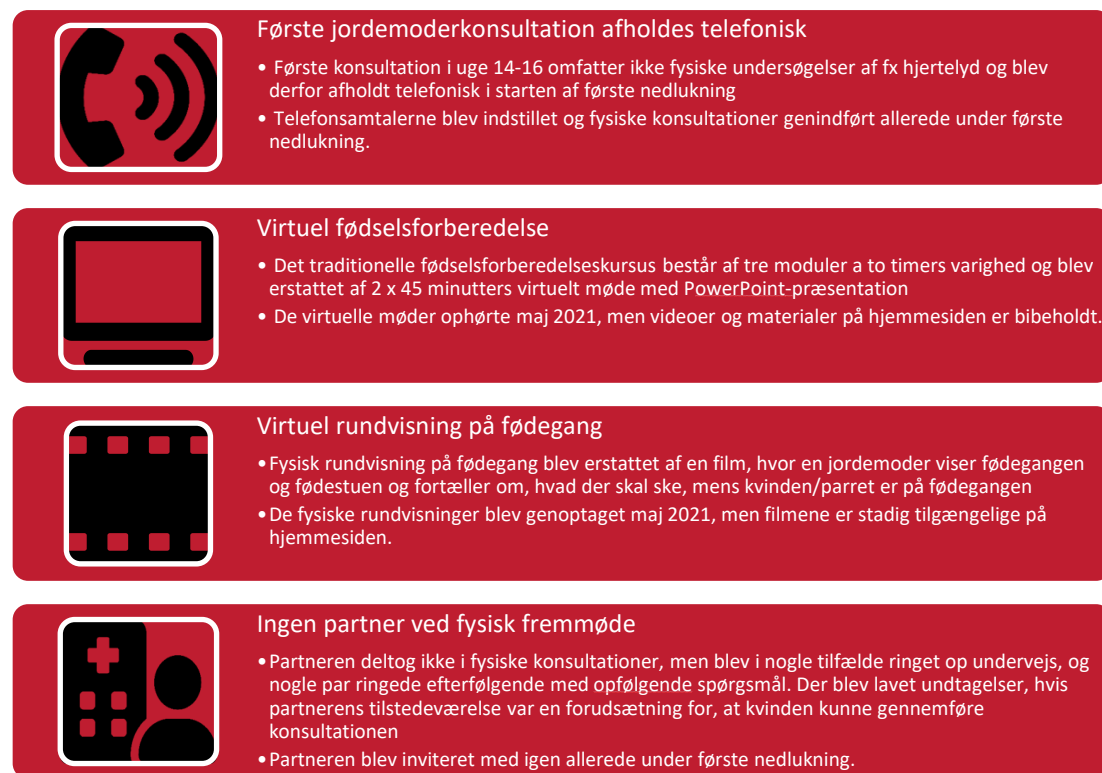 Første jordemoderkonsultation afholdes telefonisk
• Første konsultation i uge 14-16 omfatter ikke fysiske undersøgelser af fx hjertelyd og blev
derfor afholdt telefonisk i starten af første nedlukning
• Telefonsamtalerne blev indstillet og fysiske konsultationer genindført allerede under første
nedlukning.
Virtuel fødselsforberedelse
• Det traditionelle fødselsforberedelseskursus består af tre moduler a to timers varighed og blev
erstattet af 2 x 45 minutters virtuelt møde med PowerPoint-præsentation
• De virtuelle møder ophørte maj 2021, men videoer og materialer på hjemmesiden er bibeholdt.
Virtuel rundvisning på fødegang
• Fysisk rundvisning på fødegang blev erstattet af en film, hvor en jordemoder viser fødegangen
og fødestuen og fortæller om, hvad der skal ske, mens kvinden/parret er på fødegangen
• De fysiske rundvisninger blev genoptaget maj 2021, men filmene er stadig tilgængelige på
hjemmesiden.
Ingen partner ved fysisk fremmøde
• Partneren deltog ikke i fysiske konsultationer, men blev i nogle tilfælde ringet op undervejs, og
nogle par ringede efterfølgende med opfølgende spørgsmål. Der blev lavet undtagelser, hvis
partnerens tilstedeværelse var en forudsætning for, at kvinden kunne gennemføre
konsultationen
• Partneren blev inviteret med igen allerede under første nedlukning.